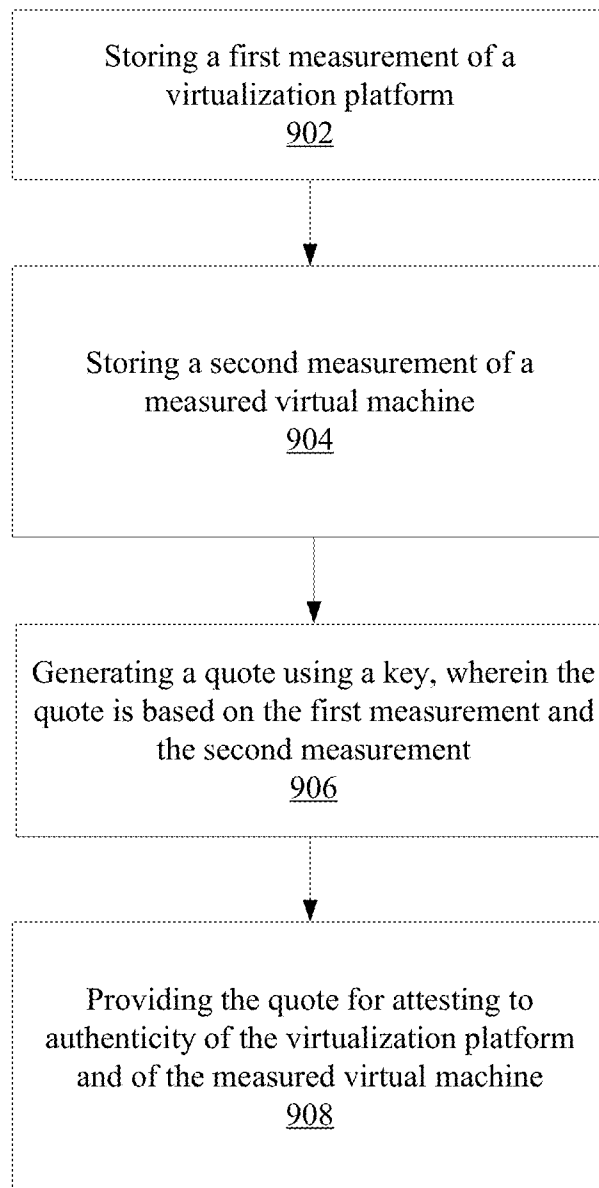 Storing a first measurement of a
virtualization platform
902
Storing a second measurement of a
measured virtual machine
904
Generating a quote using a key, wherein the
quote is based on the first measurement and
the second measurement
906
Providing the quote for attesting to
authenticity of the virtualization platform
and of the measured virtual machine
908